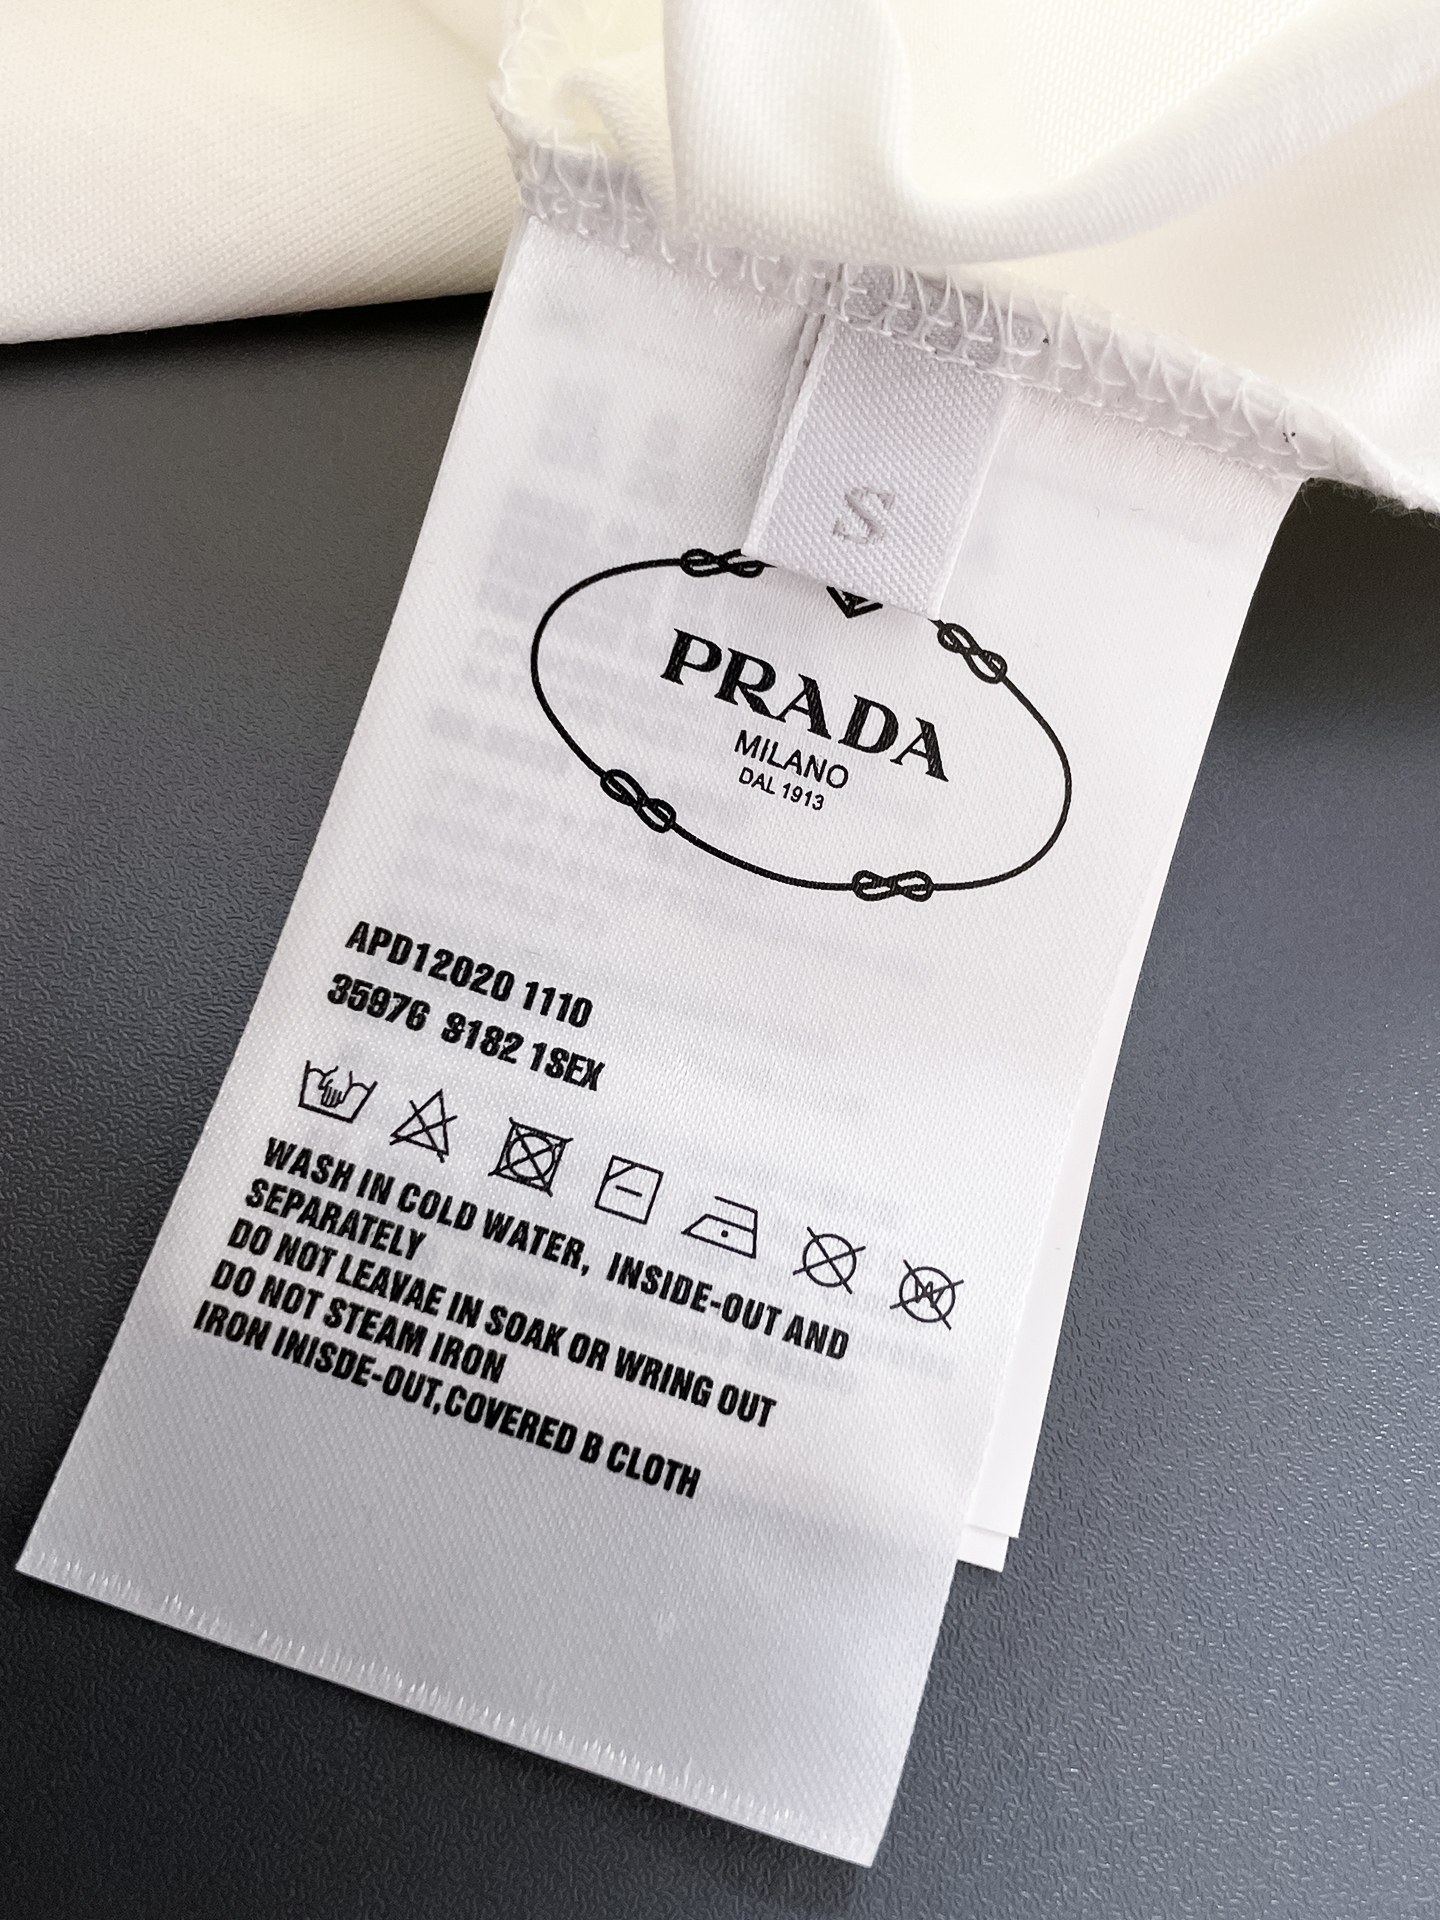 S
PRADA
MILANO
DAL 1913
APD12020 1110
35976 S182 1SEX
W
WASH IN COLD WATER, INSIDE-OUT AND
SEPARATELY
DO NOT LEAVAE IN SOAK OR WRING OUT
DO NOT STEAM IRON
IRON INISDE-OUT,COVERED B CLOTH